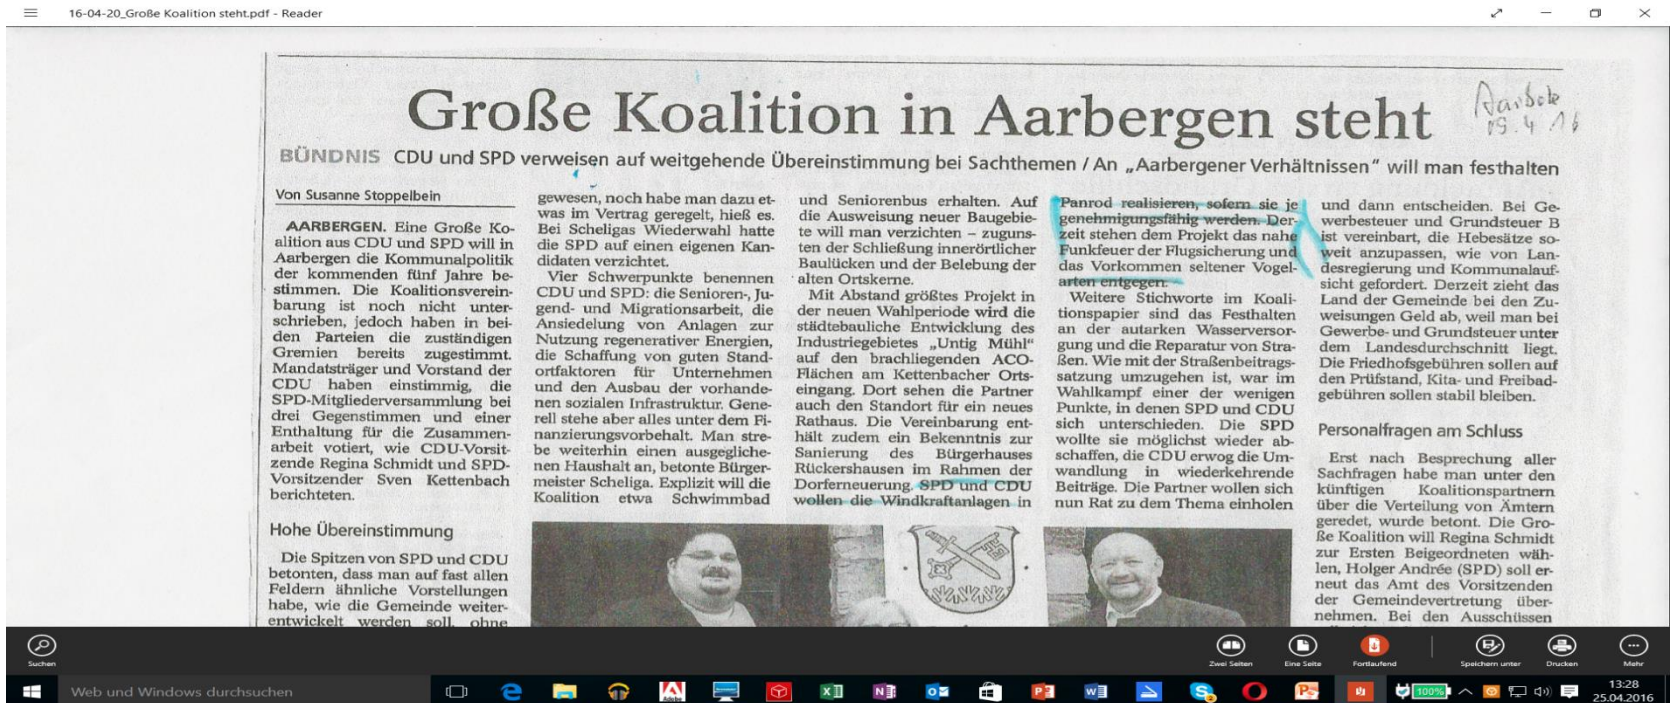 16-04-20_Große Koalition steht.pdf - Reader
Große Koalition in Aarbergen steht
Aarbote
09.4 16
BÜNDNIS CDU und SPD verweisen auf weitgehende Übereinstimmung bei Sachthemen / An „Aarbergener Verhältnissen“ will man festhalten
Von Susanne Stoppelbein
AARBERGEN. Eine Große Ko-
alition aus CDU und SPD will in
Aarbergen die Kommunalpolitik
der kommenden fünf Jahre be-
stimmen. Die Koalitionsverein-
barung ist noch nicht unter-
schrieben, jedoch haben in bei-
den Parteien die zuständigen
Gremien bereits zugestimmt.
Mandatsträger und Vorstand der
CDU haben einstimmig, die
SPD-Mitgliederversammlung bei
drei Gegenstimmen und einer
Enthaltung für die Zusammen-
arbeit votiert, wie CDU-Vorsit-
zende Regina Schmidt und SPD-
Vorsitzender Sven Kettenbach
berichteten.
Hohe Übereinstimmung
Die Spitzen von SPD und CDU
betonten, dass man auf fast allen
Feldern ähnliche Vorstellungen
habe, wie die Gemeinde weiter-
entwickelt werden soll, ohne
gewesen, noch habe man dazu et-
was im Vertrag geregelt, hieß es.
Bei Scheligas Wiederwahl hatte
die SPD auf einen eigenen Kan-
didaten verzichtet.
Vier Schwerpunkte benennen
CDU und SPD: die Senioren-, Ju-
gend- und Migrationsarbeit, die
Ansiedelung von Anlagen zur
Nutzung regenerativer Energien,
die Schaffung von guten Stand-
ortfaktoren für Unternehmen
und den Ausbau der vorhande-
nen sozialen Infrastruktur. Gene-
rell stehe aber alles unter dem Fi-
nanzierungsvorbehalt. Man stre-
be weiterhin einen ausgegliche-
nen Haushalt an, betonte Bürger-
meister Scheliga. Explizit will die
Koalition etwa Schwimmbad
und Seniorenbus erhalten. Auf
die Ausweisung neuer Baugebie-
te will man verzichten – zuguns-
ten der Schließung innerörtlicher
Baulücken und der Belebung der
alten Ortskerne.
Mit Abstand größtes Projekt in
der neuen Wahlperiode wird die
städtebauliche Entwicklung des
Industriegebietes „Untig Mühl“
auf den brachliegenden ACO-
Flächen am Kettenbacher Orts-
eingang. Dort sehen die Partner
auch den Standort für ein neues
Rathaus. Die Vereinbarung ent-
hält zudem ein Bekenntnis zur
Sanierung des Bürgerhauses
Rückershausen im Rahmen der
Dorferneuerung. SPD und CDU
wollen die Windkraftanlagen in
Panrod realisieren, sofern sie je
genehmigungsfähig werden. Der-
zeit stehen dem Projekt das nahe
Funkfeuer der Flugsicherung und
das Vorkommen seltener Vogel-
arten entgegen.
Weitere Stichworte im Koali-
tionspapier sind das Festhalten
an der autarken Wasserversor-
gung und die Reparatur von Stra-
ßen. Wie mit der Straßenbeitrags-
satzung umzugehen ist, war im
Wahlkampf einer der wenigen
Punkte, in denen SPD und CDU
sich unterschieden. Die SPD
wollte sie möglichst wieder ab-
schaffen, die CDU erwog die Um-
wandlung in wiederkehrende
Beiträge. Die Partner wollen sich
nun Rat zu dem Thema einholen
und dann entscheiden. Bei Ge-
werbesteuer und Grundsteuer B
ist vereinbart, die Hebesätze so-
weit anzupassen, wie von Lan-
desregierung und Kommunalauf-
sicht gefordert. Derzeit zieht das
Land der Gemeinde bei den Zu-
weisungen Geld ab, weil man bei
Gewerbe- und Grundsteuer unter
dem Landesdurchschnitt liegt.
Die Friedhofsgebühren sollen auf
den Prüfstand, Kita- und Freibad-
gebühren sollen stabil bleiben.
Personalfragen am Schluss
Erst nach Besprechung aller
Sachfragen habe man unter den
künftigen Koalitionspartnern
über die Verteilung von Ämtern
geredet, wurde betont. Die Gro-
ße Koalition will Regina Schmidt
zur Ersten Beigeordneten wäh-
len, Holger Andrée (SPD) soll er-
neut das Amt des Vorsitzenden
der Gemeindevertretung über-
nehmen. Bei den Ausschüssen
Suchen
Zwei Seiten
Eine Seite
Fortlaufend
Speichern unter
Drucken
Mehr
Web und Windows durchsuchen
100%
13:28
25.04.2016